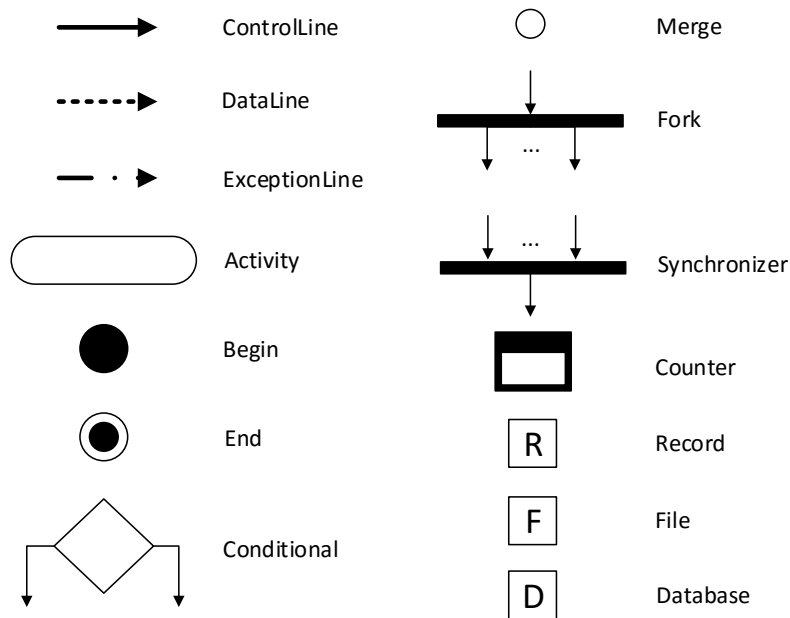 ControlLine
DataLine
ExceptionLine
Activity
Begin
End
Conditional
Merge
...
Fork
...
Synchronizer
Counter
R
Record
F
File
D
Database